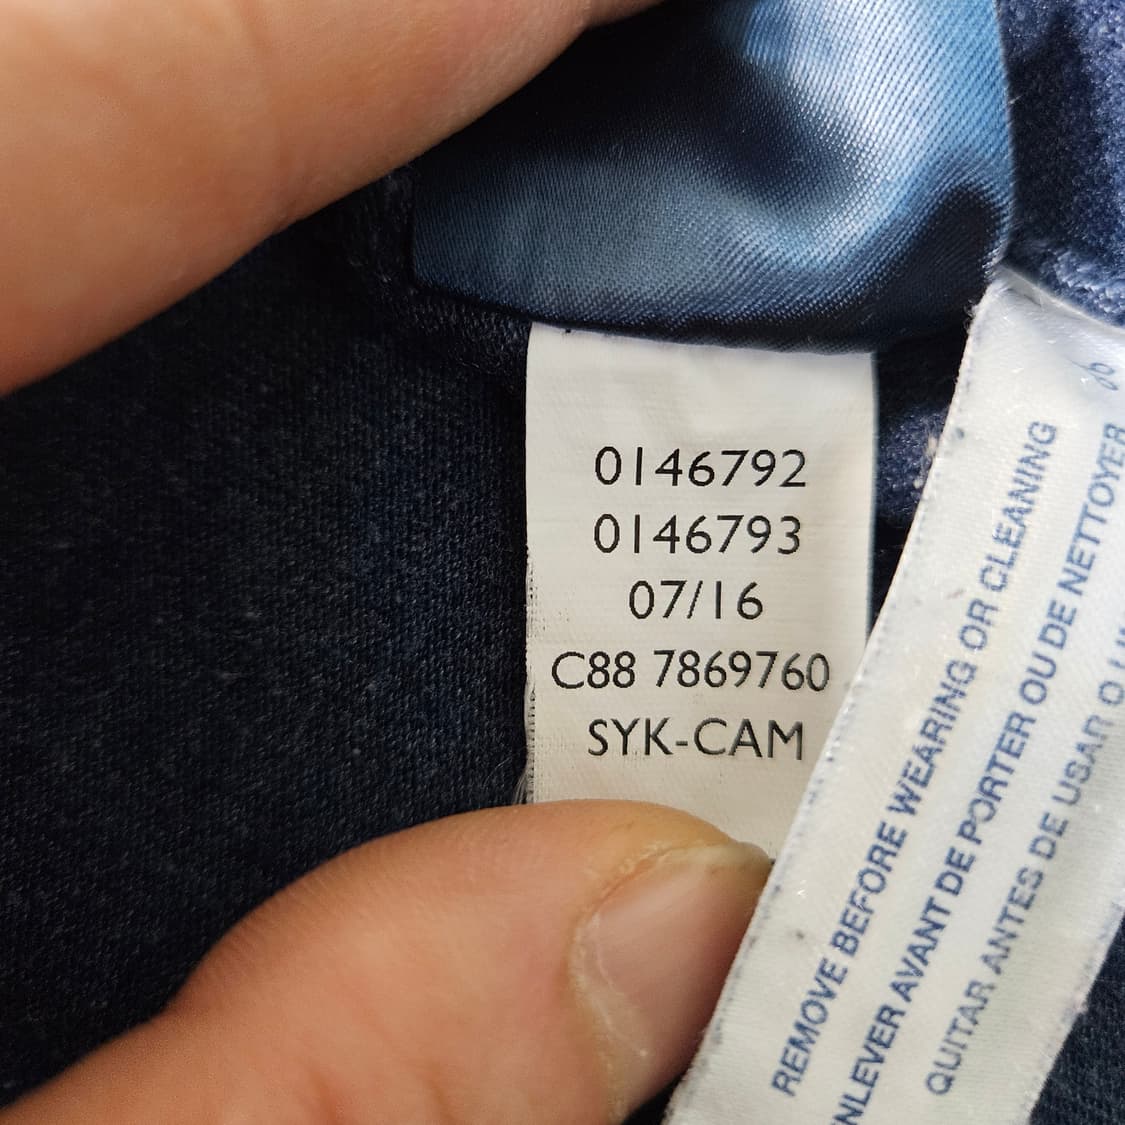 0146792
0146793
07/16
C88 7869760
SYK-CAM
REMOVE BEFORE WEARING OR CLEANING
ENLEVER AVANT DE PORTER OU DE NETTOYER
QUITAR ANTES DE USAR O